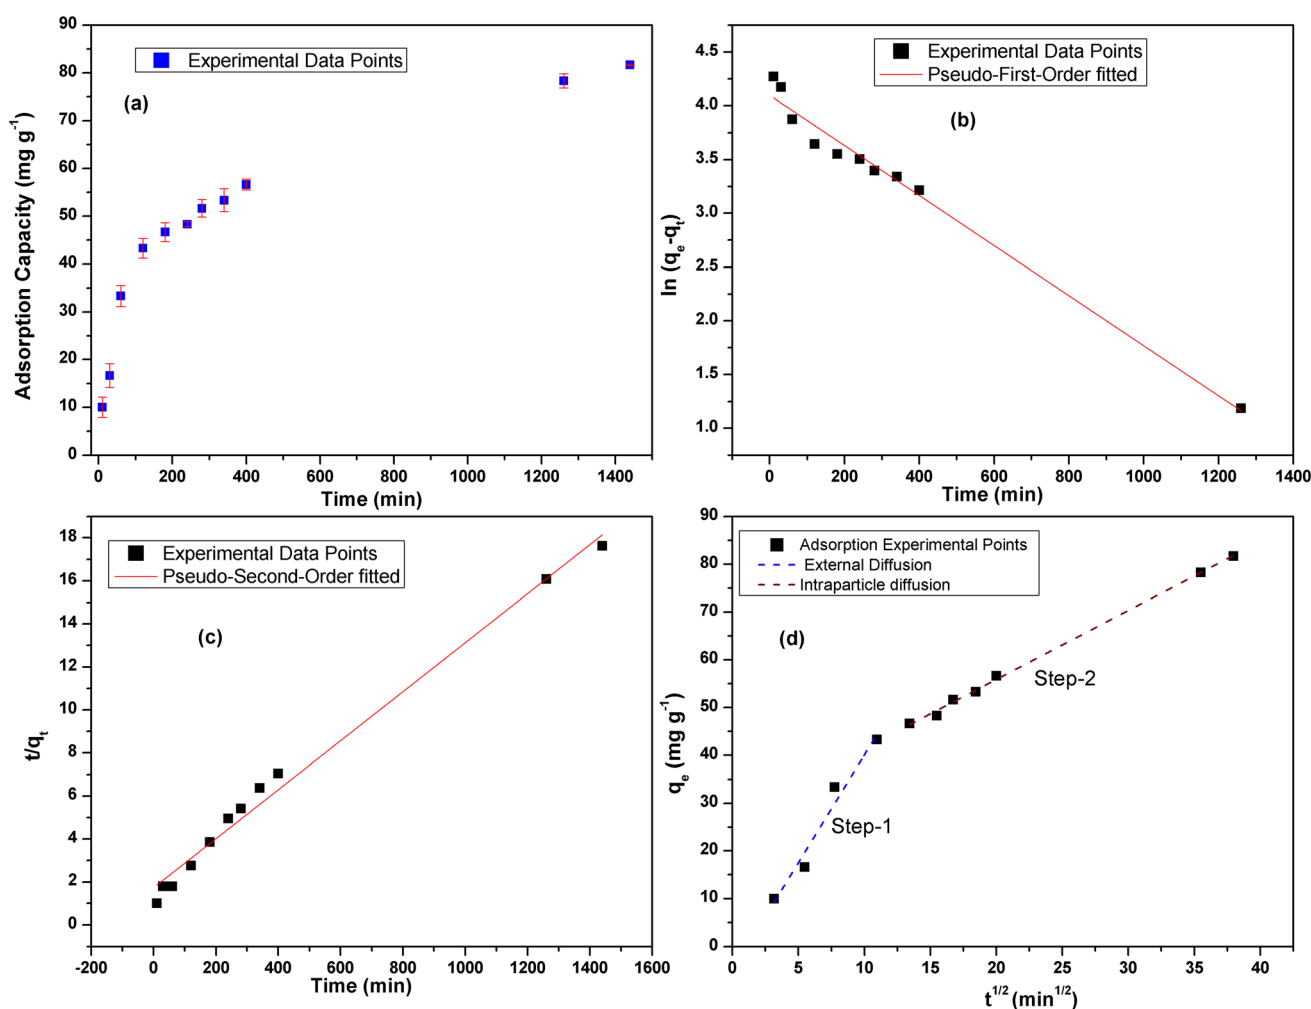 90
80
70
60
50
40
30
20
10
0
Adsorption Capacity (mg g⁻¹)
Experimental Data Points
(a)
0 200 400 600 800 1000 1200 1400
Time (min)
4.5
4.0
3.5
3.0
2.5
2.0
1.5
1.0
ln (qₑ-qₜ)
Experimental Data Points
Pseudo-First-Order fitted
(b)
0 200 400 600 800 1000 1200 1400
Time (min)
18
16
14
12
10
8
6
4
2
0
t/qₜ
Experimental Data Points
Pseudo-Second-Order fitted
(c)
-200 0 200 400 600 800 1000 1200 1400 1600
Time (min)
90
80
70
60
50
40
30
20
10
0
qₑ (mg g⁻¹)
Adsorption Experimental Points
External Diffusion
Intraparticle diffusion
(d)
Step-2
Step-1
0 5 10 15 20 25 30 35 40
t^1/2 (min^1/2)